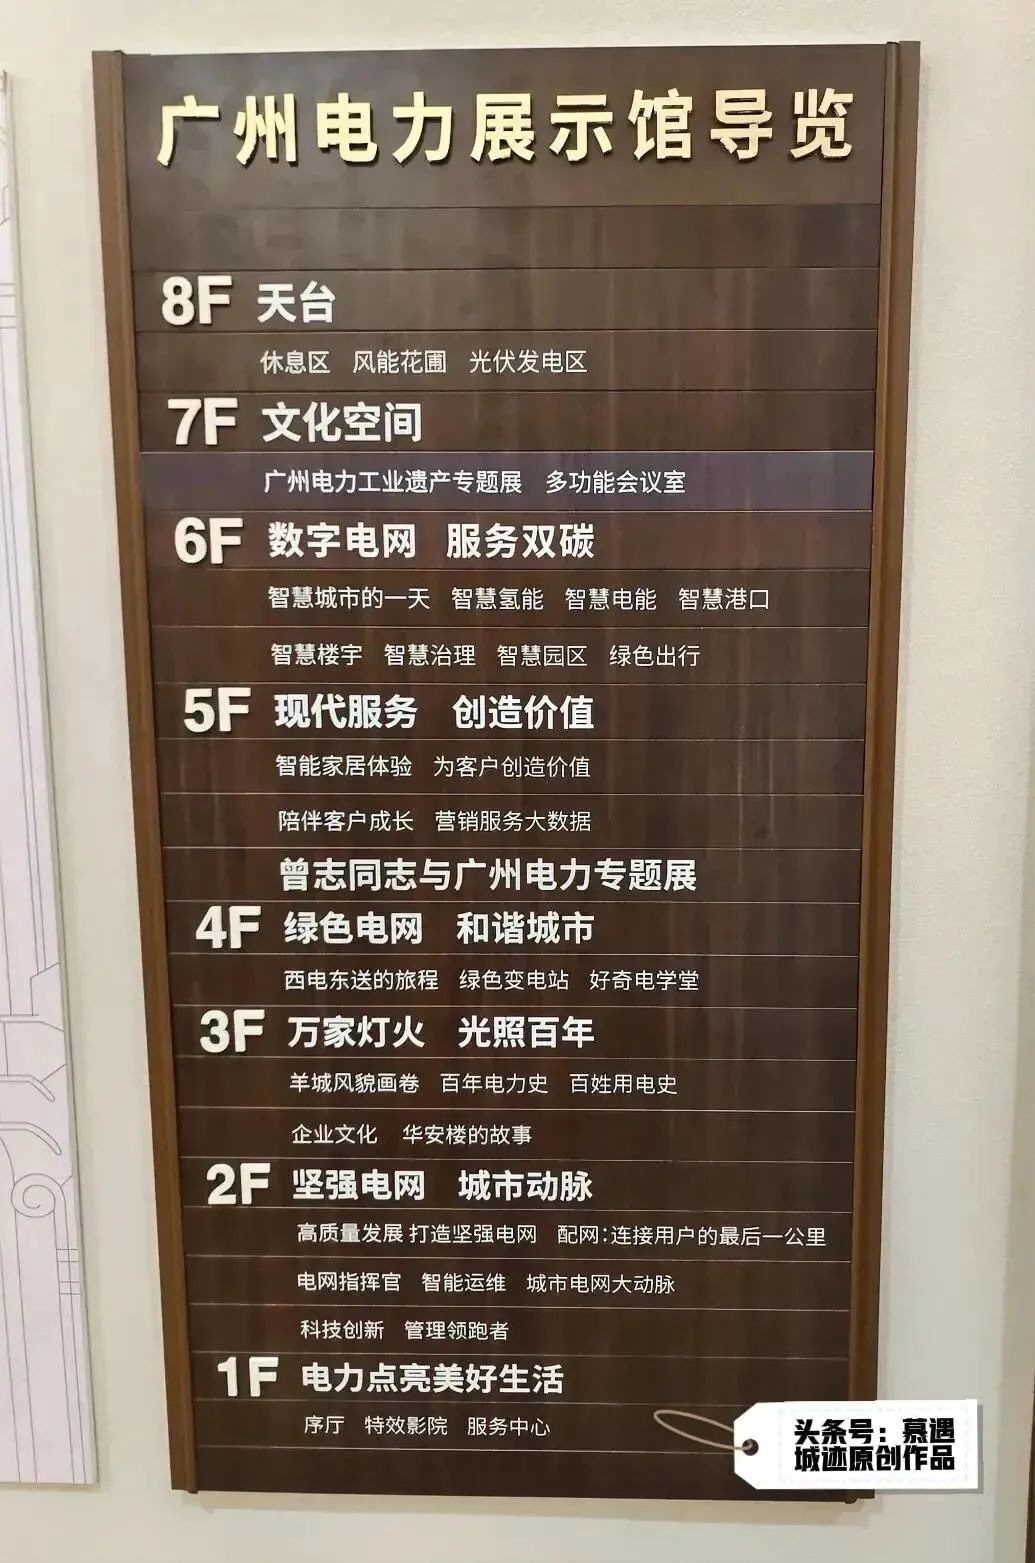 广州电力展示馆导览
8F 天台
休息区 风能花圃 光伏发电区
7F 文化空间
广州电力工业遗产专题展 多功能会议室
6F 数字电网 服务双碳
智慧城市的一天 智慧氢能 智慧电能 智慧港口
智慧楼宇 智慧治理 智慧园区 绿色出行
5F 现代服务 创造价值
智能家居体验 为客户创造价值
陪伴客户成长 营销服务大数据
曾志同志与广州电力专题展
4F 绿色电网 和谐城市
西电东送的旅程 绿色变电站 好奇电学堂
3F 万家灯火 光照百年
羊城风貌画卷 百年电力史 百姓用电史
企业文化 华安楼的故事
2F 坚强电网 城市动脉
高质量发展 打造坚强电网 配网:连接用户的最后一公里
电网指挥官 智能运维 城市电网大动脉
科技创新 管理领跑者
1F 电力点亮美好生活
序厅 特效影院 服务中心
头条号：慕遇
城迹原创作品